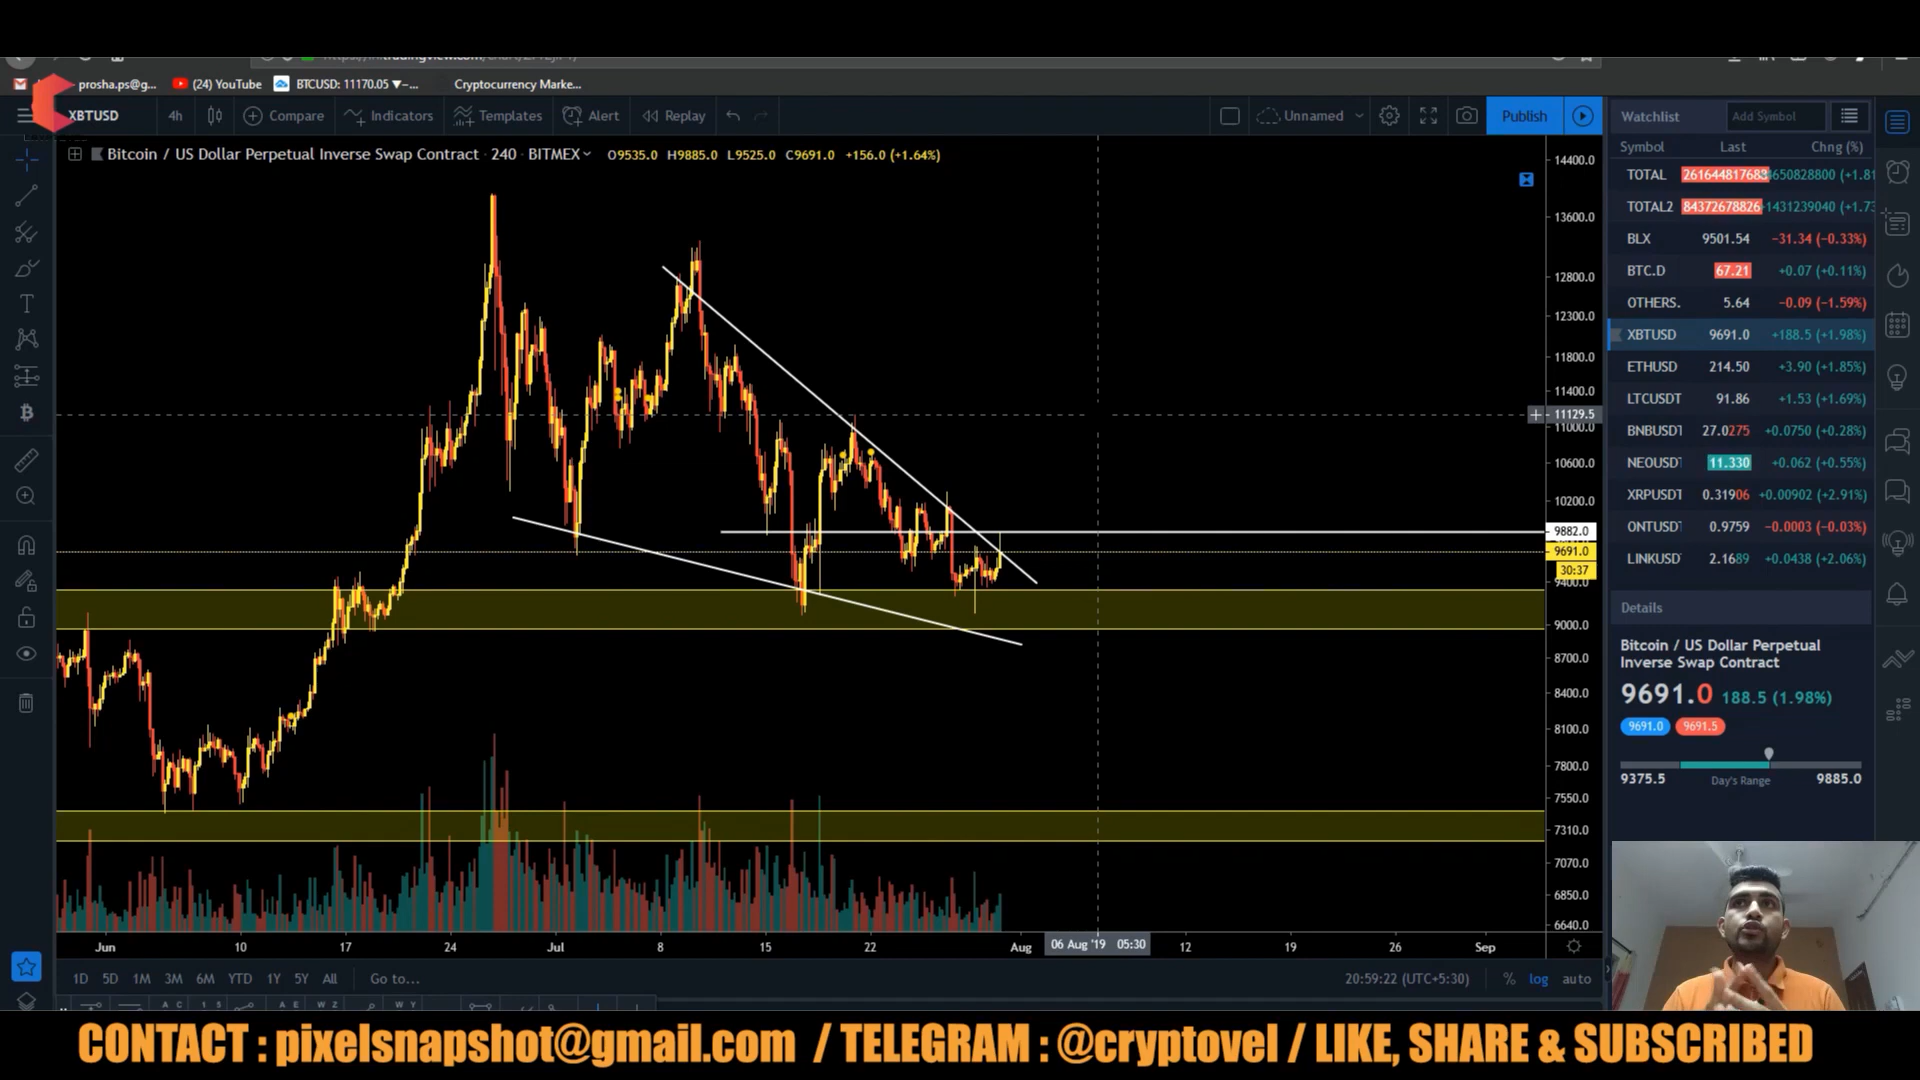 prosha.ps@g...
(24) YouTube
BTCUSD: 11170.05 ▼−...
Cryptocurrency Marke...
XBTUSD
4h
Compare
Indicators
Templates
Alert
Replay
Unnamed
Publish
Bitcoin / US Dollar Perpetual Inverse Swap Contract · 240 · BITMEX
O9535.0 H9885.0 L9525.0 C9691.0 +156.0 (+1.64%)
14400.0
13600.0
12800.0
12300.0
11800.0
11400.0
11129.5
11000.0
10600.0
10200.0
9882.0
9691.0
30:37
9400.0
9000.0
8700.0
8400.0
8100.0
7800.0
7550.0
7310.0
7070.0
6850.0
6640.0
Jun
10
17
24
Jul
8
15
22
Aug
06 Aug '19 05:30
12
19
26
Sep
1D 5D 1M 3M 6M YTD 1Y 5Y All
Go to...
20:59:22 (UTC+5:30)
% log auto
Watchlist
Add Symbol
Symbol Last Chng (%)
TOTAL
TOTAL2 84372678826
BLX 9501.54 −31.34 (−0.33%)
BTC.D 67.21 +0.07 (+0.11%)
OTHERS. 5.64 −0.09 (−1.59%)
XBTUSD 9691.0 +188.5 (+1.98%)
ETHUSD 214.50 +3.90 (+1.85%)
LTCUSDT 91.86 +1.53 (+1.69%)
BNBUSDT 27.0275 +0.0750 (+0.28%)
NEOUSDT 11.330 +0.062 (+0.55%)
XRPUSDT 0.31906 +0.00902 (+2.91%)
ONTUSDT 0.9759 −0.0003 (−0.03%)
LINKUSD 2.1689 +0.0438 (+2.06%)
Details
Bitcoin / US Dollar Perpetual
Inverse Swap Contract
9691.0 188.5 (1.98%)
9691.0 9691.5
9375.5 Day's Range 9885.0
CONTACT : pixelsnapshot@gmail.com / TELEGRAM : @cryptovel / LIKE, SHARE & SUBSCRIBED